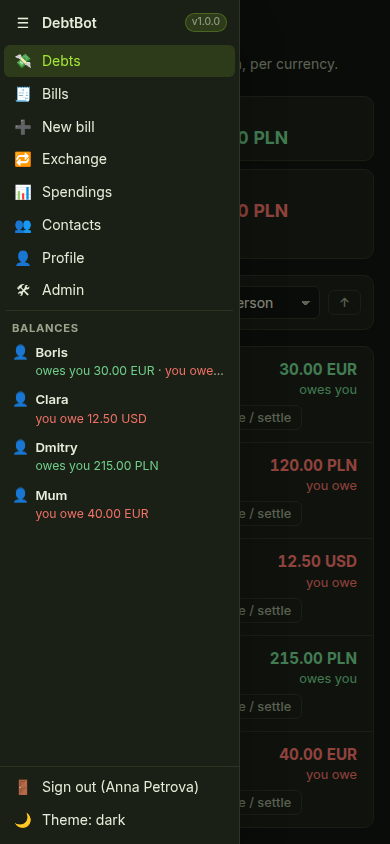 DebtBot
v1.0.0
Debts
Bills
New bill
Exchange
Spendings
Contacts
Profile
Admin
BALANCES
Boris
owes you 30.00 EUR · you owe...
Clara
you owe 12.50 USD
Dmitry
owes you 215.00 PLN
Mum
you owe 40.00 EUR
Sign out (Anna Petrova)
Theme: dark
, per currency.
0 PLN
0 PLN
erson
↑
30.00 EUR
owes you
e / settle
120.00 PLN
you owe
e / settle
12.50 USD
you owe
e / settle
215.00 PLN
owes you
e / settle
40.00 EUR
you owe
e / settle